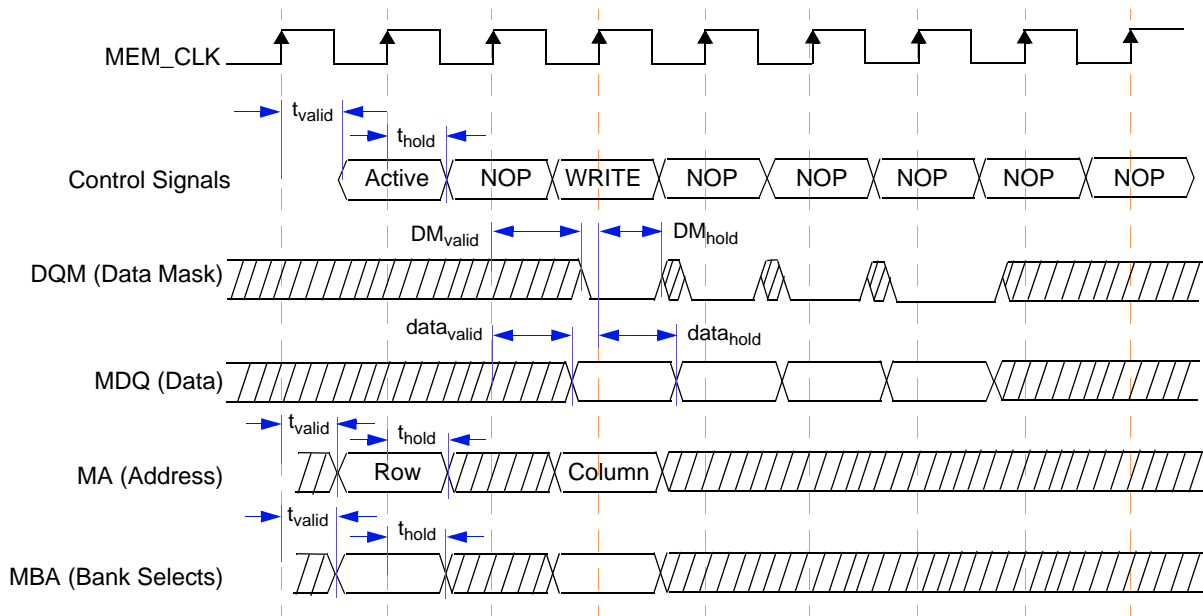 MEM_CLK
tvalid
thold
Control Signals
Active NOP WRITE NOP NOP NOP NOP NOP
DMvalid DMhold
DQM (Data Mask)
datavalid datahold
MDQ (Data)
tvalid
thold
MA (Address)
Row Column
tvalid
thold
MBA (Bank Selects)